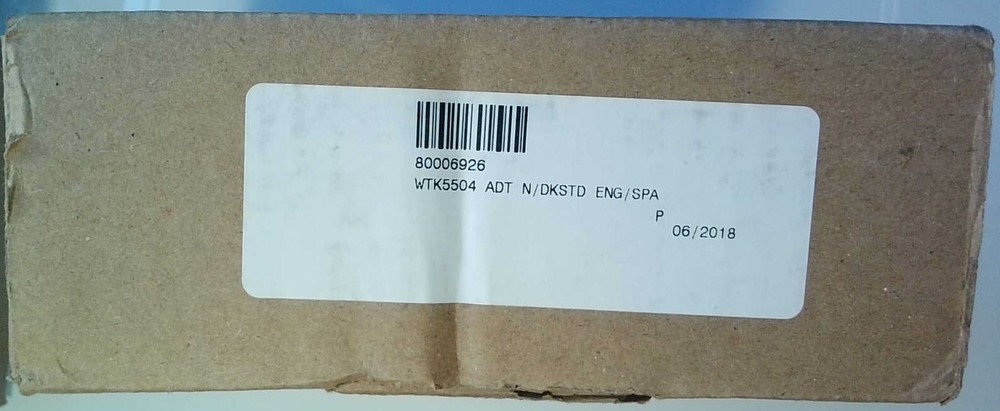 80006926
WTK5504 ADT N/DKSTD ENG/SPA
P
06/2018